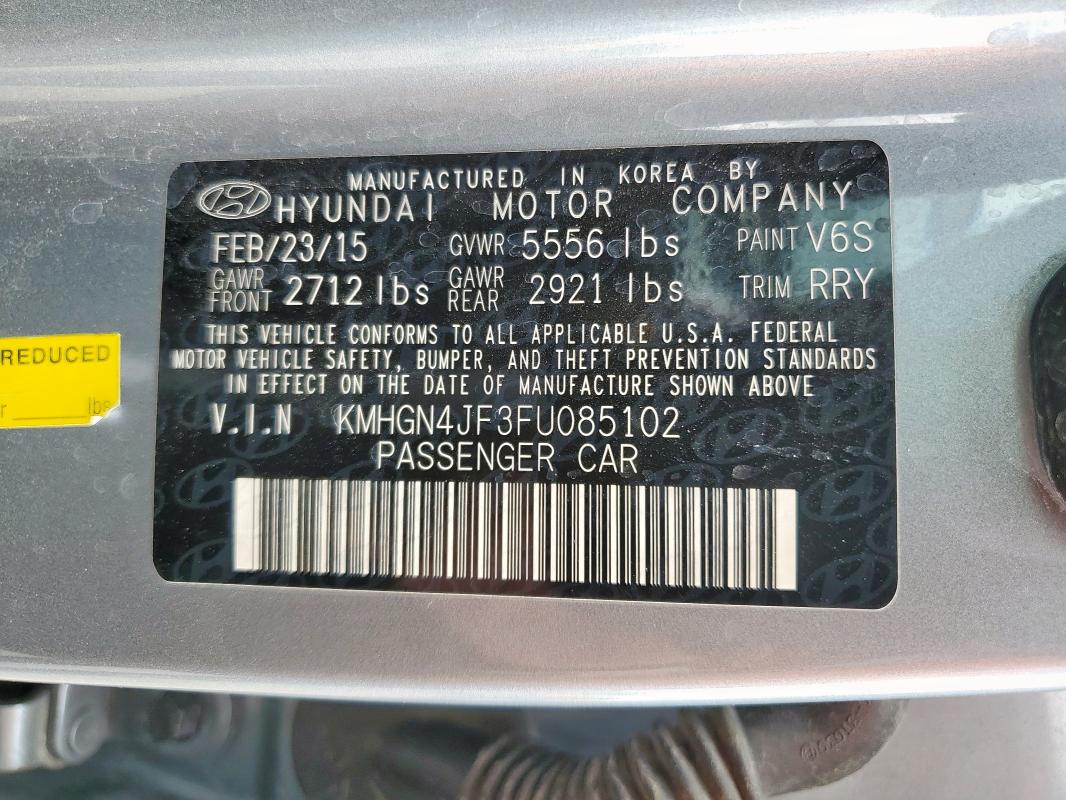 MANUFACTURED IN KOREA BY
HYUNDAI MOTOR COMPANY
FEB/23/15 GVWR 5556 lbs PAINT V6S
GAWR FRONT 2712 lbs GAWR REAR 2921 lbs TRIM RRY
THIS VEHICLE CONFORMS TO ALL APPLICABLE U.S.A. FEDERAL
MOTOR VEHICLE SAFETY, BUMPER, AND THEFT PREVENTION STANDARDS
IN EFFECT ON THE DATE OF MANUFACTURE SHOWN ABOVE
V.I.N KMHGN4JF3FU085102
PASSENGER CAR
REDUCED
r ____ lbs